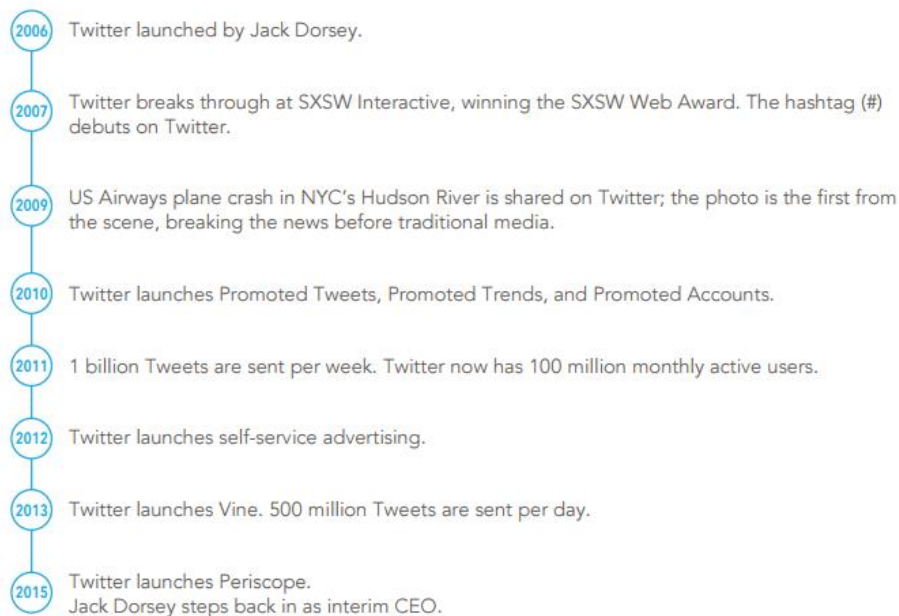 2006
Twitter launched by Jack Dorsey.
2007
Twitter breaks through at SXSW Interactive, winning the SXSW Web Award. The hashtag (#)
debuts on Twitter.
2009
US Airways plane crash in NYC's Hudson River is shared on Twitter; the photo is the first from
the scene, breaking the news before traditional media.
2010
Twitter launches Promoted Tweets, Promoted Trends, and Promoted Accounts.
2011
1 billion Tweets are sent per week. Twitter now has 100 million monthly active users.
2012
Twitter launches self-service advertising.
2013
Twitter launches Vine. 500 million Tweets are sent per day.
2015
Twitter launches Periscope.
Jack Dorsey steps back in as interim CEO.